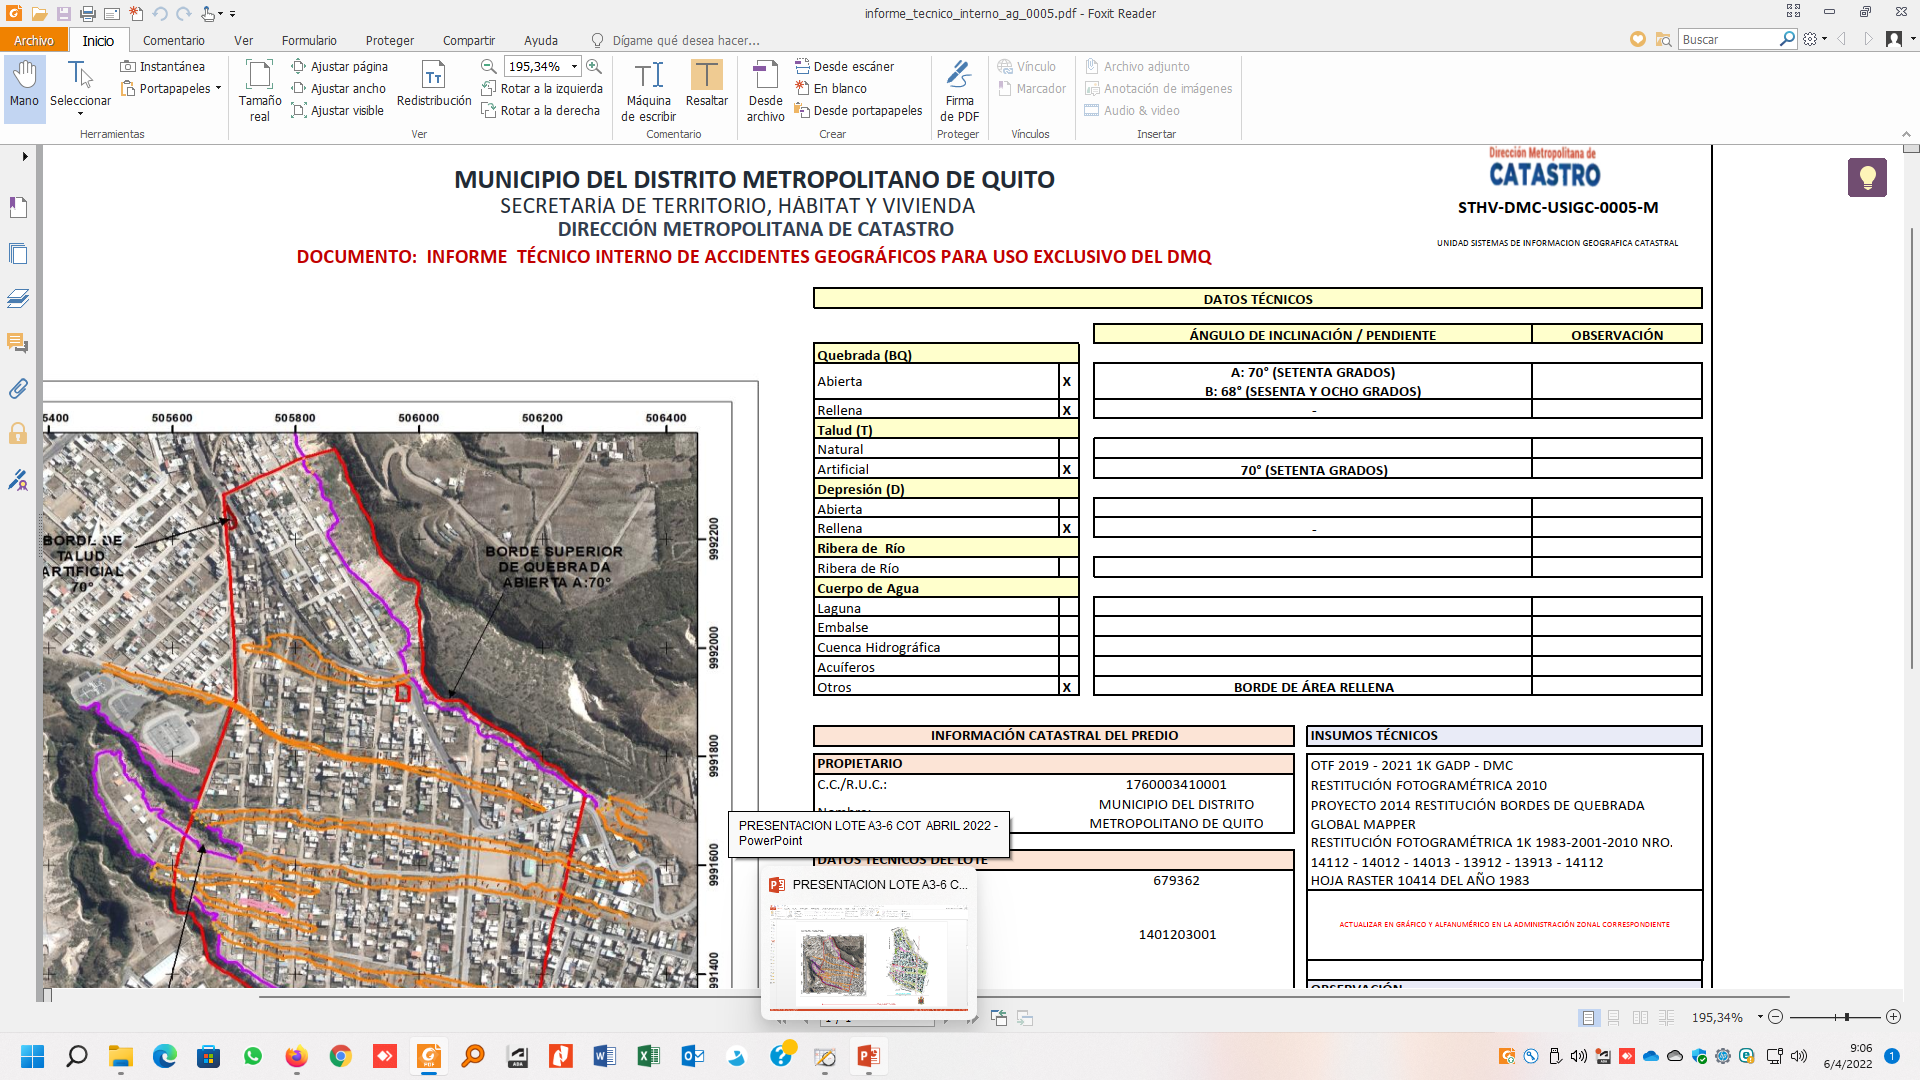 informe_tecnico_interno_ag_0005.pdf - Foxit Reader
Archivo
Inicio
Comentario
Ver
Formulario
Proteger
Compartir
Ayuda
Dígame qué desea hacer...
Buscar
Mano
Seleccionar
Instantánea
Portapapeles
Herramientas
Tamaño real
Ajustar página
Ajustar ancho
Ajustar visible
Redistribución
195,34%
Rotar a la izquierda
Rotar a la derecha
Ver
Máquina de escribir
Resaltar
Comentario
Desde archivo
Desde escáner
En blanco
Desde portapapeles
Crear
Firma de PDF
Proteger
Vínculo
Marcador
Vínculos
Archivo adjunto
Anotación de imágenes
Audio & video
Insertar
MUNICIPIO DEL DISTRITO METROPOLITANO DE QUITO
SECRETARÍA DE TERRITORIO, HÁBITAT Y VIVIENDA
DIRECCIÓN METROPOLITANA DE CATASTRO
DOCUMENTO: INFORME TÉCNICO INTERNO DE ACCIDENTES GEOGRÁFICOS PARA USO EXCLUSIVO DEL DMQ
Dirección Metropolitana de
CATASTRO
STHV-DMC-USIGC-0005-M
UNIDAD SISTEMAS DE INFORMACION GEOGRAFICA CATASTRAL
DATOS TÉCNICOS
ÁNGULO DE INCLINACIÓN / PENDIENTE OBSERVACIÓN
Quebrada (BQ)
Abierta X A: 70° (SETENTA GRADOS)
B: 68° (SESENTA Y OCHO GRADOS)
Rellena X -
Talud (T)
Natural
Artificial X 70° (SETENTA GRADOS)
Depresión (D)
Abierta
Rellena X -
Ribera de Río
Ribera de Río
Cuerpo de Agua
Laguna
Embalse
Cuenca Hidrográfica
Acuíferos
Otros X BORDE DE ÁREA RELLENA
5400 505600 505800 506000 506200 506400
BORDE DE
TALUD
ARTIFICIAL
70°
BORDE SUPERIOR
DE QUEBRADA
ABIERTA A:70°
9992200
9992000
9991800
9991600
991400
INFORMACIÓN CATASTRAL DEL PREDIO
PROPIETARIO
C.C./R.U.C.: 1760003410001
MUNICIPIO DEL DISTRITO
METROPOLITANO DE QUITO
DATOS TÉCNICOS DEL LOTE
679362
1401203001
INSUMOS TÉCNICOS
OTF 2019 - 2021 1K GADP - DMC
RESTITUCIÓN FOTOGRAMÉTRICA 2010
PROYECTO 2014 RESTITUCIÓN BORDES DE QUEBRADA
GLOBAL MAPPER
RESTITUCIÓN FOTOGRAMÉTRICA 1K 1983-2001-2010 NRO.
14112 - 14012 - 14013 - 13912 - 13913 - 14112
HOJA RASTER 10414 DEL AÑO 1983
ACTUALIZAR EN GRÁFICO Y ALFANUMÉRICO EN LA ADMINISTRACIÓN ZONAL CORRESPONDIENTE
PRESENTACION LOTE A3-6 COT ABRIL 2022 -
PowerPoint
PRESENTACION LOTE A3-6 C...
195,34%
9:06
6/4/2022
1